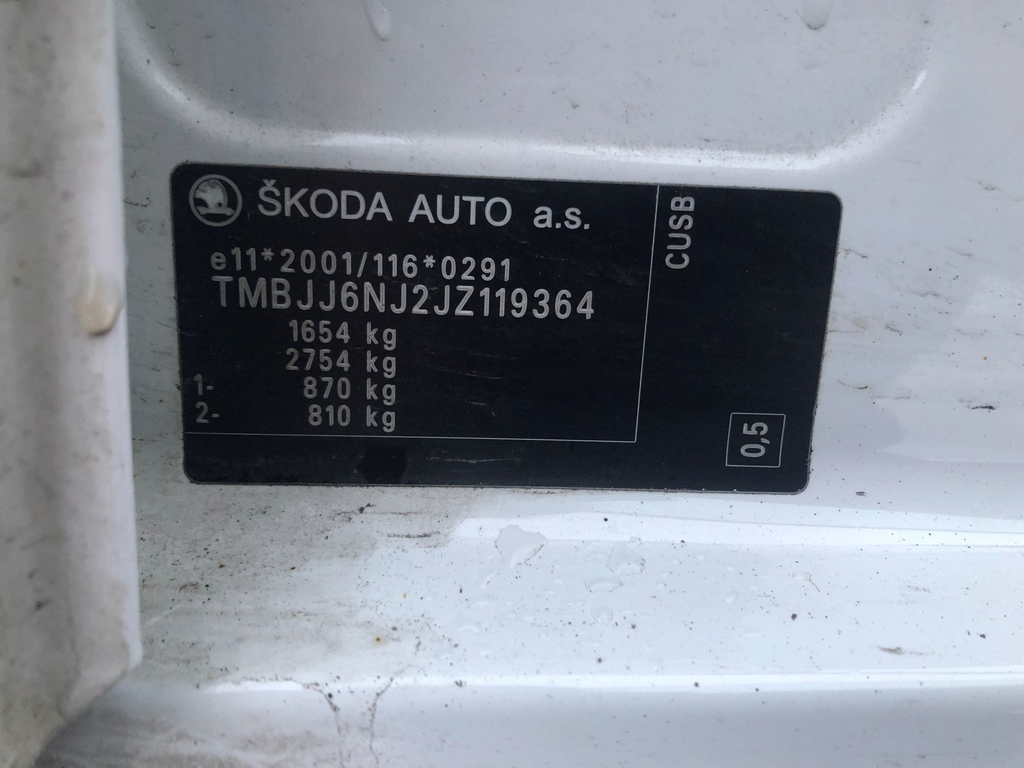 ŠKODA AUTO a.s.
e11*2001/116*0291
TMBJJ6NJ2JZ119364
1654 kg
2754 kg
1- 870 kg
2- 810 kg
CUSB
0,5